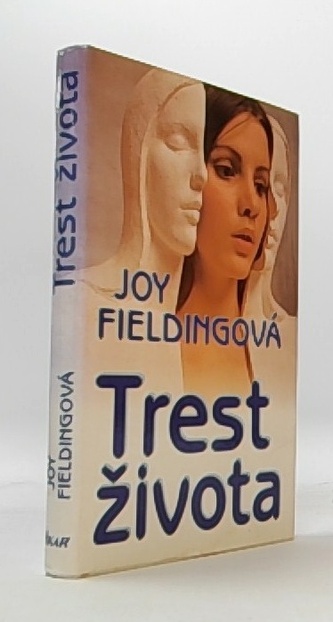 Trest života
JOY
FIELDINGOVÁ
JOY
FIELDINGOVÁ
Trest
života